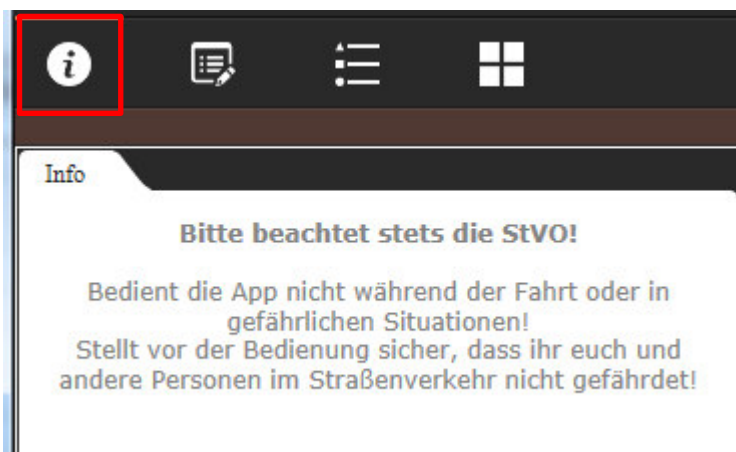 Info
Bitte beachtet stets die StVO!
Bedient die App nicht während der Fahrt oder in
gefährlichen Situationen!
Stellt vor der Bedienung sicher, dass ihr euch und
andere Personen im Straßenverkehr nicht gefährdet!